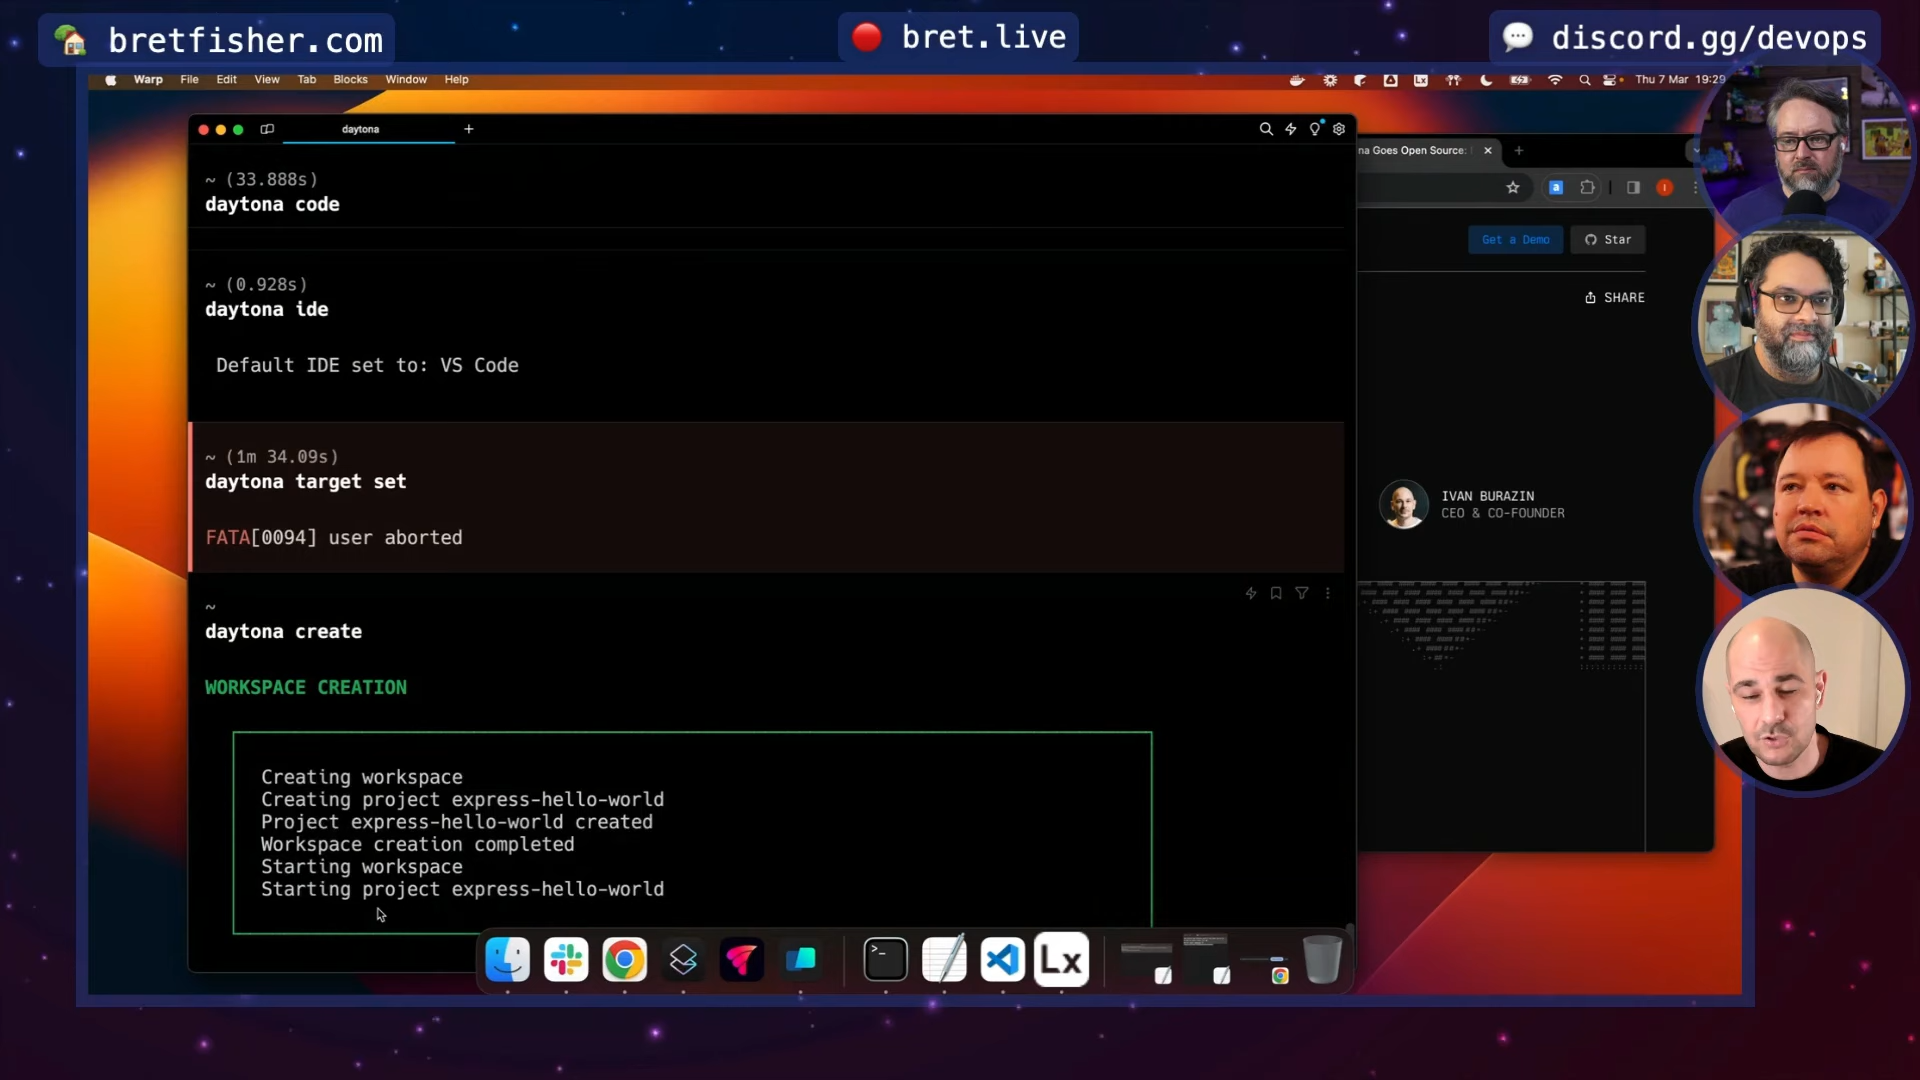 bretfisher.com
bret.live
discord.gg/devops
Warp File Edit View Tab Blocks Window Help
Lx
Thu 7 Mar 19:29
daytona
~ (33.888s)
daytona code
~ (0.928s)
daytona ide
Default IDE set to: VS Code
~ (1m 34.09s)
daytona target set
FATA[0094] user aborted
~
daytona create
WORKSPACE CREATION
Creating workspace
Creating project express-hello-world
Project express-hello-world created
Workspace creation completed
Starting workspace
Starting project express-hello-world
na Goes Open Source:
a
I
Get a Demo
Star
SHARE
IVAN BURAZIN
CEO & CO-FOUNDER
Lx